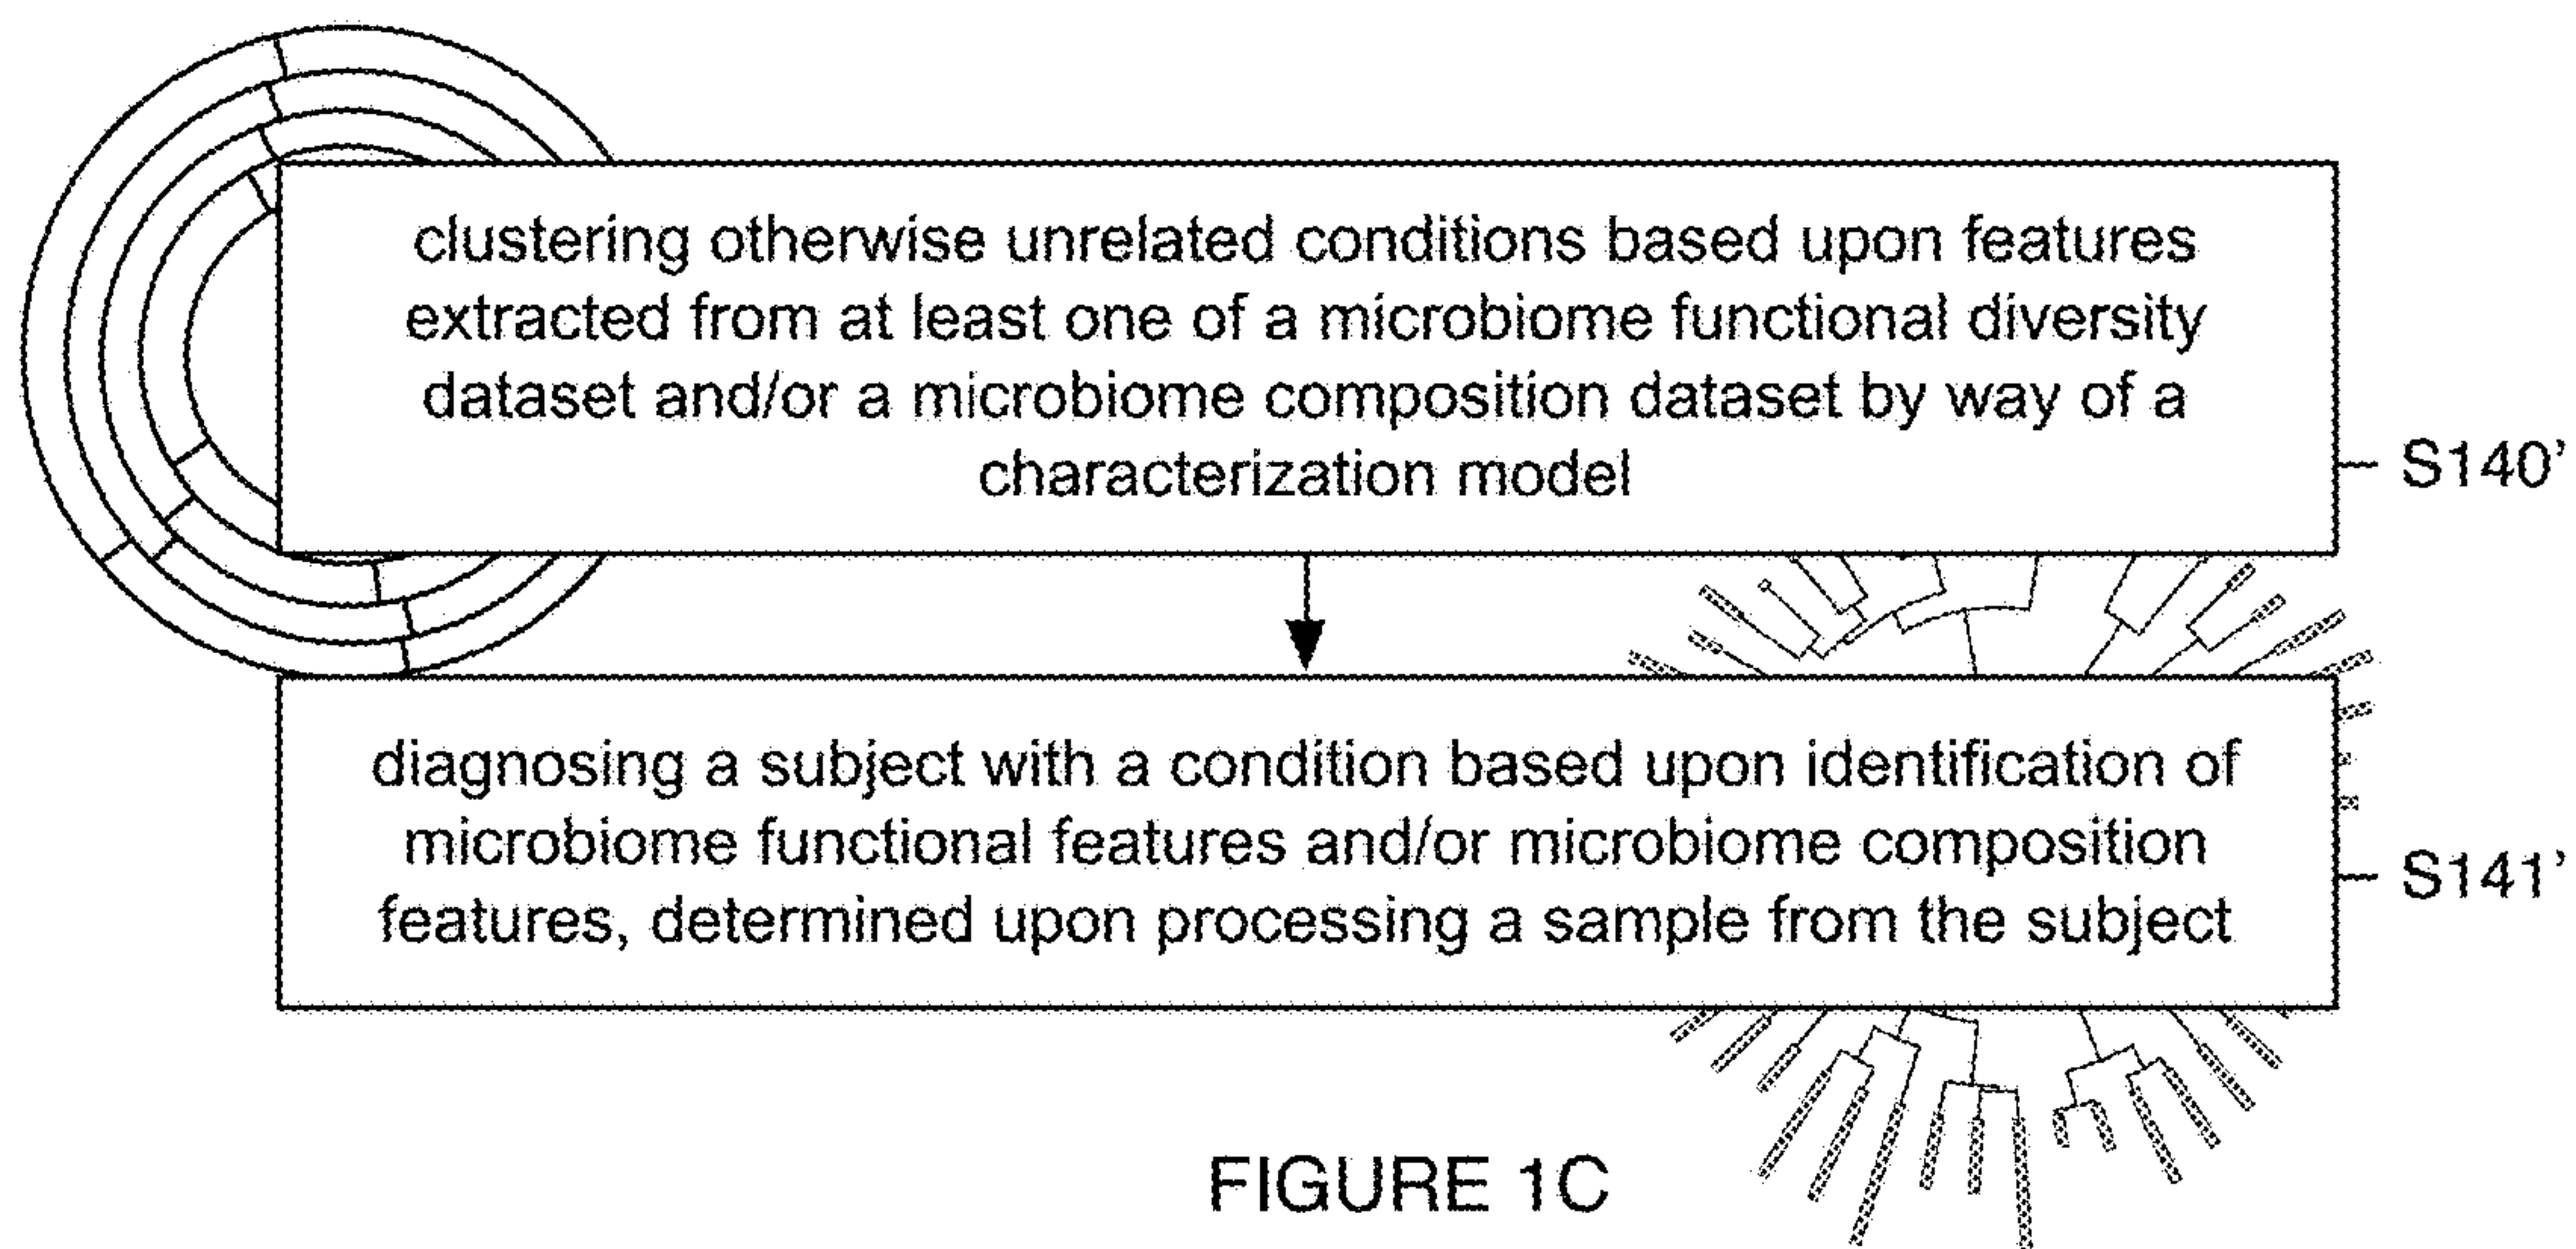 clustering otherwise unrelated conditions based upon features
extracted from at least one of a microbiome functional diversity
dataset and/or a microbiome composition dataset by way of a
characterization model
S140’
diagnosing a subject with a condition based upon identification of
microbiome functional features and/or microbiome composition
features, determined upon processing a sample from the subject
S141’
FIGURE 1C